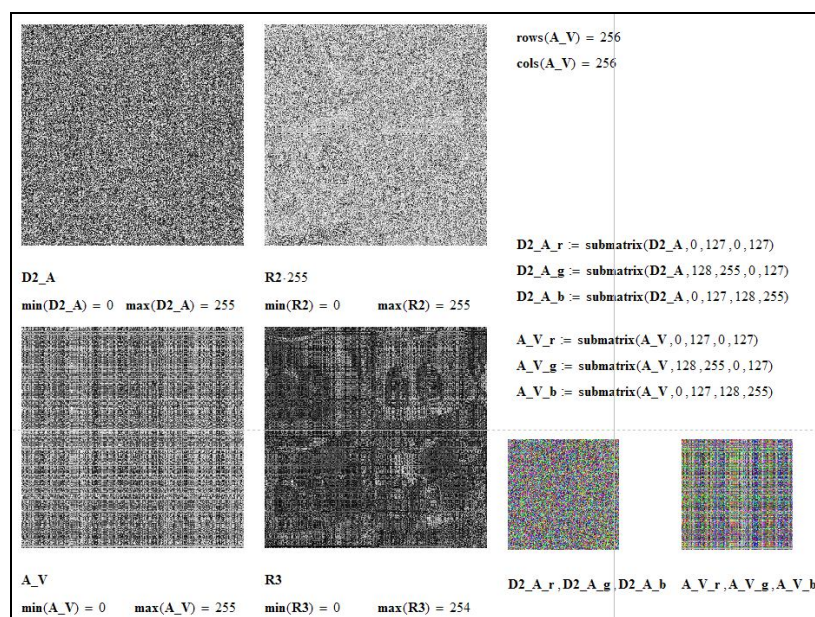 rows(A_V) = 256
cols(A_V) = 256
D2_A
R2·255
min(D2_A) = 0 max(D2_A) = 255
min(R2) = 0 max(R2) = 255
D2_A_r := submatrix(D2_A,0,127,0,127)
D2_A_g := submatrix(D2_A,128,255,0,127)
D2_A_b := submatrix(D2_A,0,127,128,255)
A_V_r := submatrix(A_V,0,127,0,127)
A_V_g := submatrix(A_V,128,255,0,127)
A_V_b := submatrix(A_V,0,127,128,255)
A_V
R3
min(A_V) = 0 max(A_V) = 255
min(R3) = 0 max(R3) = 254
D2_A_r,D2_A_g,D2_A_b
A_V_r,A_V_g,A_V_b